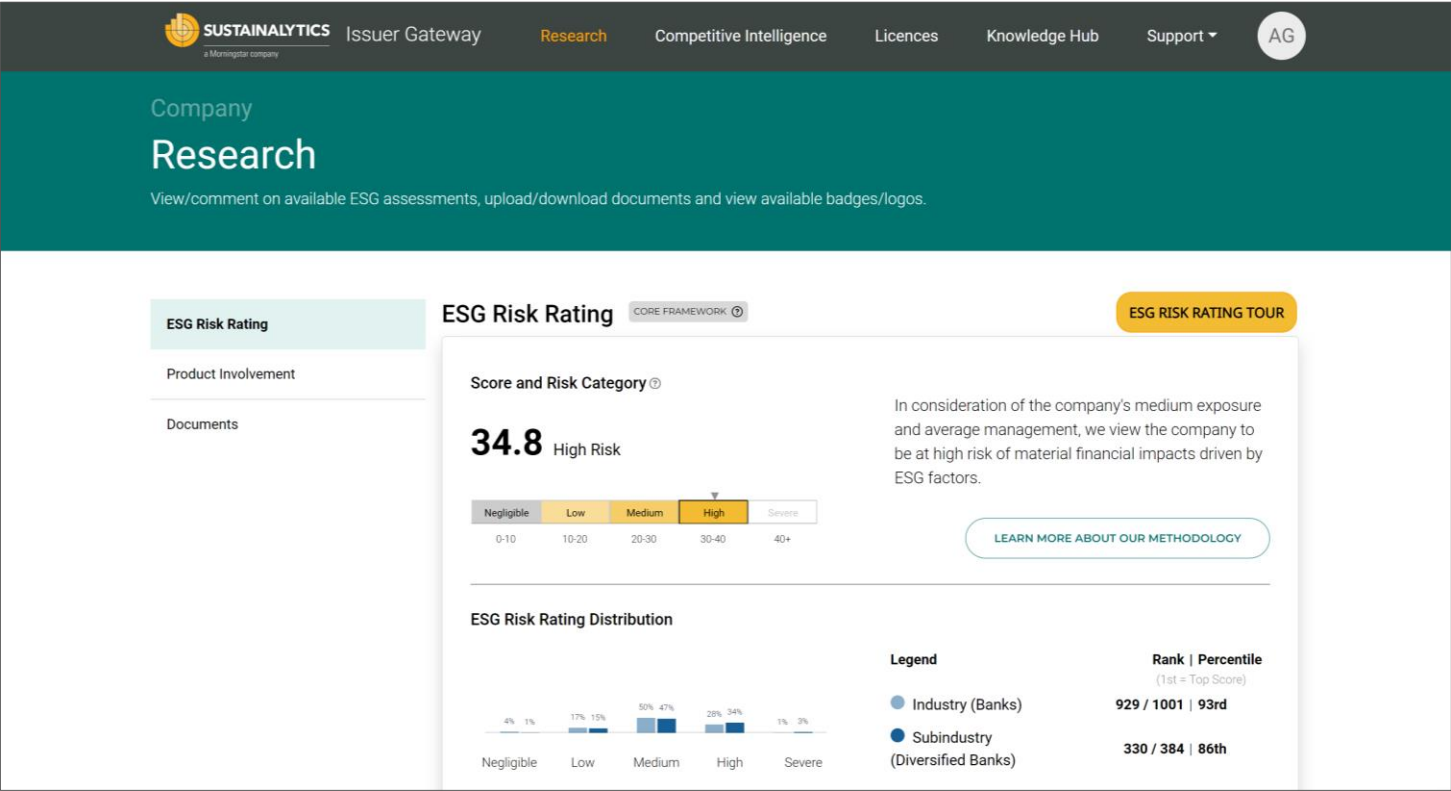 SUSTAINALYTICS
a Morningstar company
Issuer Gateway
Research
Competitive Intelligence
Licences
Knowledge Hub
Support
AG
Company
Research
View/comment on available ESG assessments, upload/download documents and view available badges/logos.
ESG Risk Rating
Product Involvement
Documents
ESG Risk Rating
CORE FRAMEWORK ?
ESG RISK RATING TOUR
Score and Risk Category ?
34.8 High Risk
Negligible Low Medium High Severe
0-10 10-20 20-30 30-40 40+
In consideration of the company's medium exposure
and average management, we view the company to
be at high risk of material financial impacts driven by
ESG factors.
LEARN MORE ABOUT OUR METHODOLOGY
ESG Risk Rating Distribution
4% 1% 17% 15% 50% 47% 28% 34% 1% 3%
Negligible Low Medium High Severe
Legend Rank | Percentile
(1st = Top Score)
Industry (Banks) 929 / 1001 | 93rd
Subindustry
(Diversified Banks) 330 / 384 | 86th